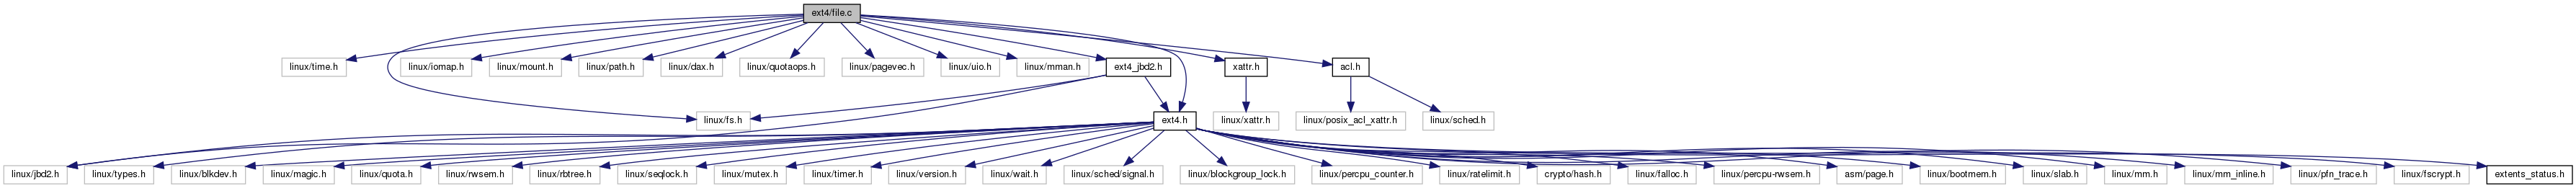 ext4/file.c
linux/time.h
linux/iomap.h
linux/mount.h
linux/path.h
linux/dax.h
linux/quotaops.h
linux/pagevec.h
linux/uio.h
linux/mman.h
ext4_jbd2.h
xattr.h
acl.h
linux/fs.h
ext4.h
linux/xattr.h
linux/posix_acl_xattr.h
linux/sched.h
linux/jbd2.h
linux/types.h
linux/blkdev.h
linux/magic.h
linux/quota.h
linux/rwsem.h
linux/rbtree.h
linux/seqlock.h
linux/mutex.h
linux/timer.h
linux/version.h
linux/wait.h
linux/sched/signal.h
linux/blockgroup_lock.h
linux/percpu_counter.h
linux/ratelimit.h
crypto/hash.h
linux/falloc.h
linux/percpu-rwsem.h
asm/page.h
linux/bootmem.h
linux/slab.h
linux/mm.h
linux/mm_inline.h
linux/pfn_trace.h
linux/fscrypt.h
extents_status.h